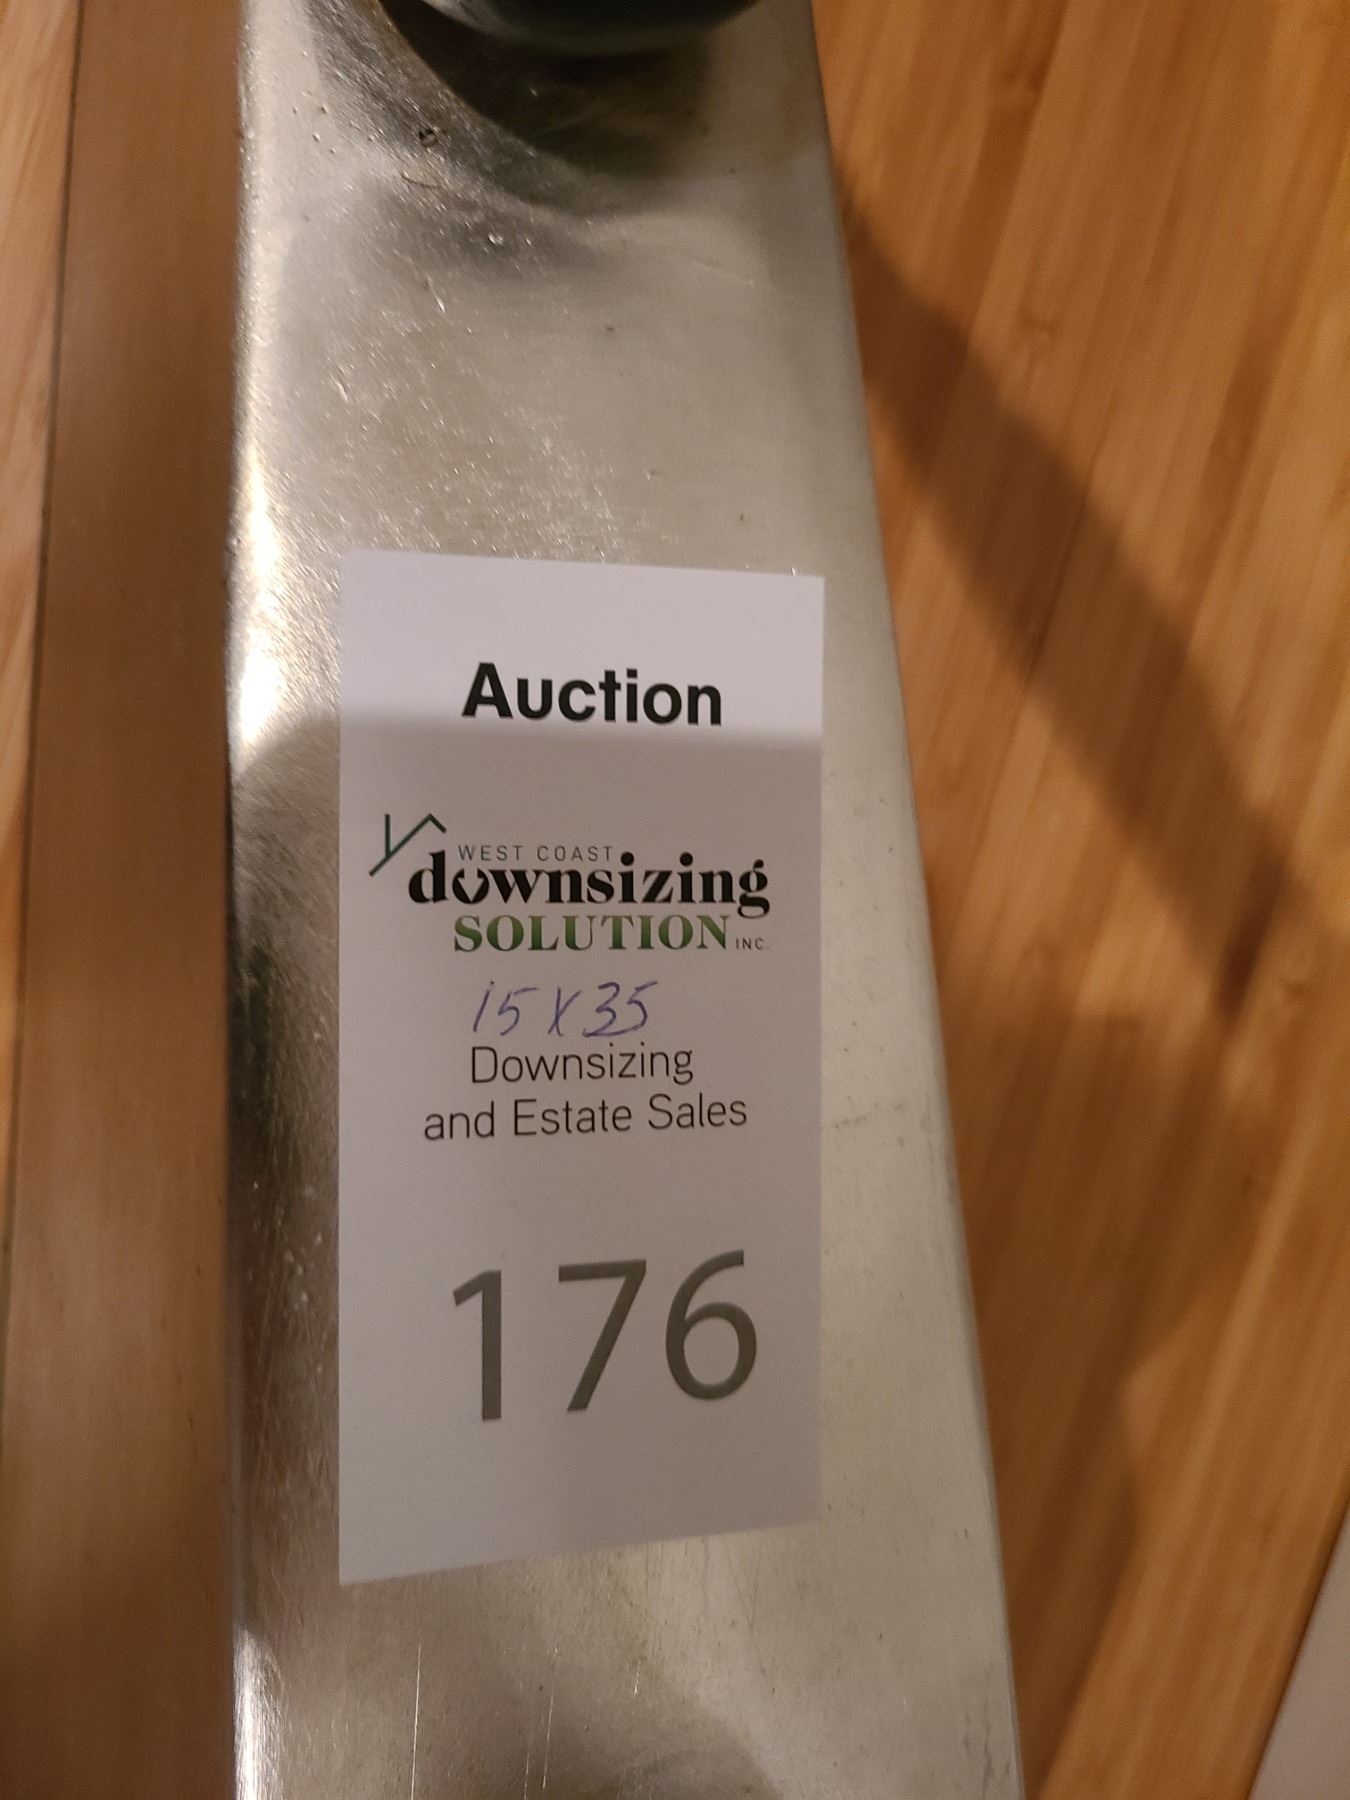 Auction
WEST COAST
downsizing
SOLUTION INC.
15 X 35
Downsizing
and Estate Sales
176